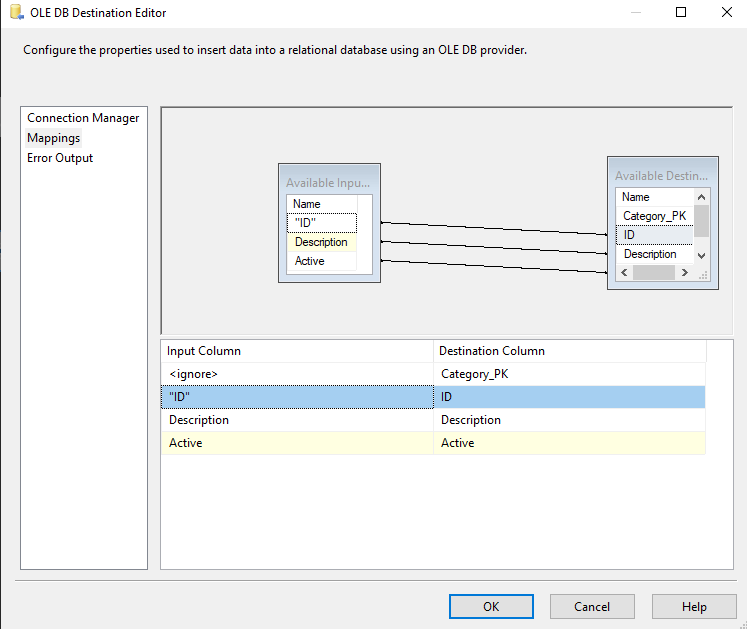 OLE DB Destination Editor
Configure the properties used to insert data into a relational database using an OLE DB provider.
Connection Manager
Mappings
Error Output
Available Inpu...
Name
"ID"
Description
Active
Available Destin...
Name
Category_PK
ID
Description
Input Column Destination Column
<ignore> Category_PK
"ID" ID
Description Description
Active Active
OK Cancel Help